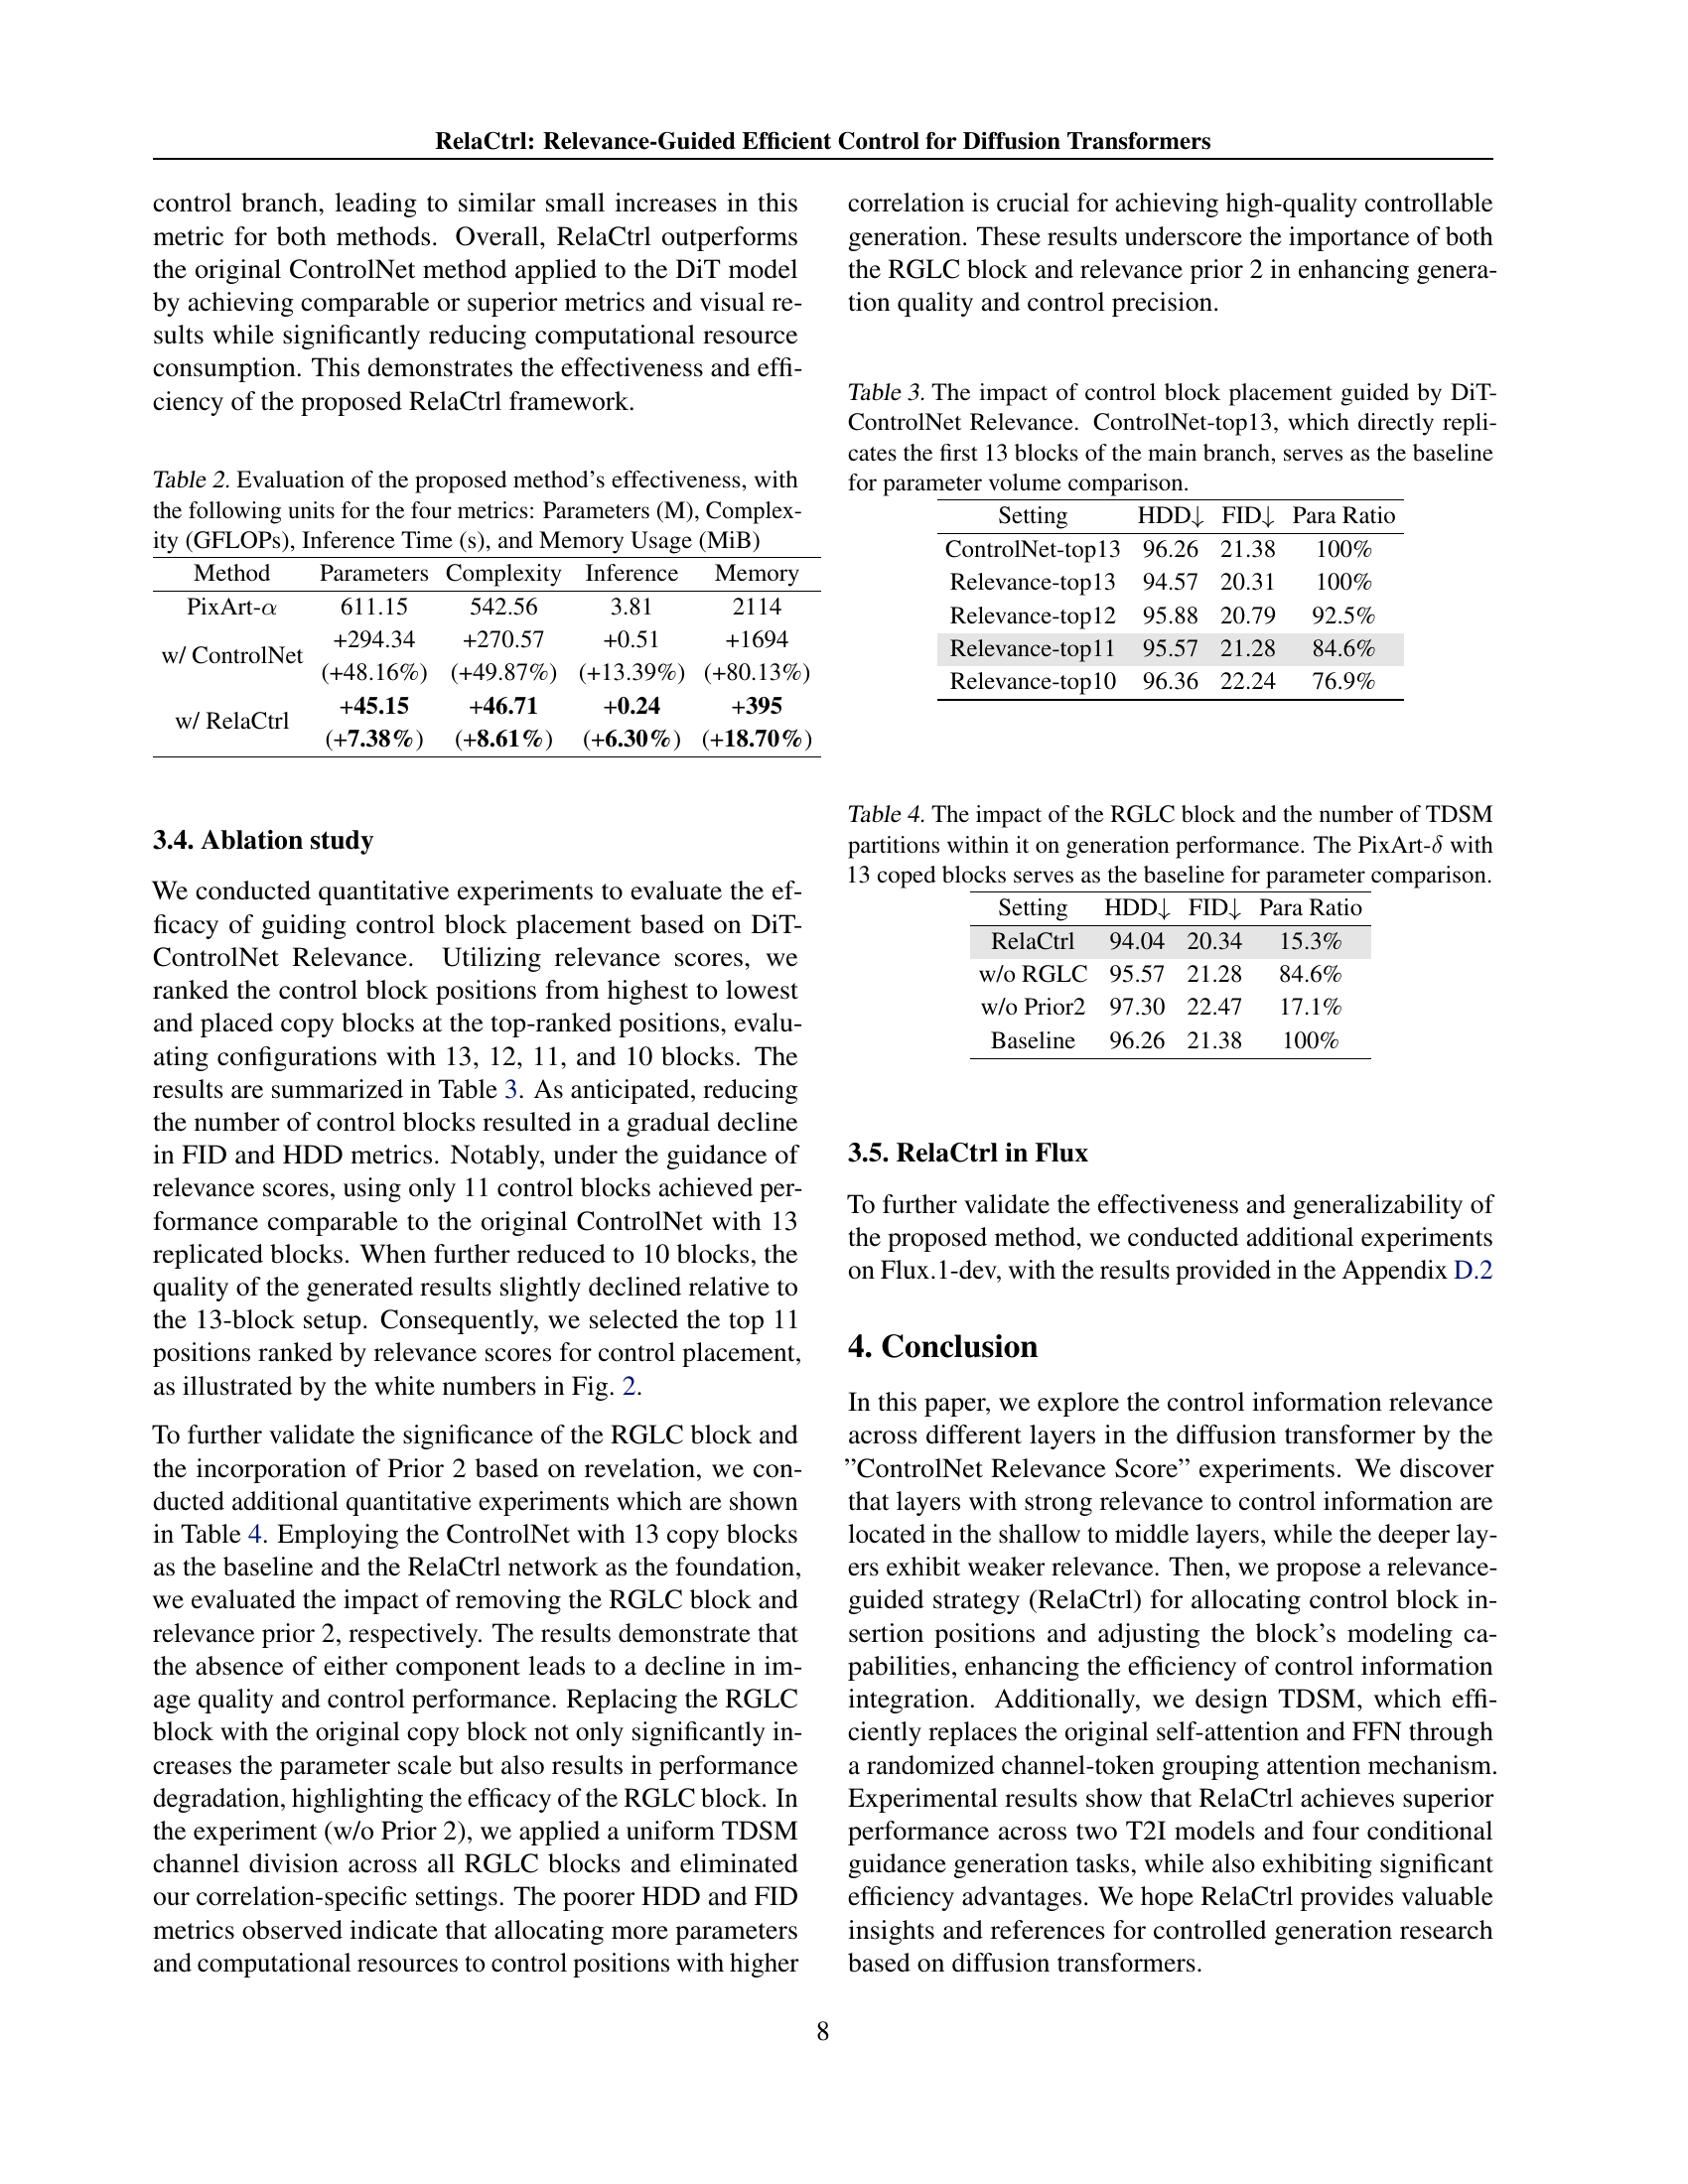 RelaCtrl: Relevance-Guided Efficient Control for Diffusion Transformers
control branch, leading to similar small increases in this
metric for both methods. Overall, RelaCtrl outperforms
the original ControlNet method applied to the DiT model
by achieving comparable or superior metrics and visual re-
sults while significantly reducing computational resource
consumption. This demonstrates the effectiveness and effi-
ciency of the proposed RelaCtrl framework.
Table 2. Evaluation of the proposed method's effectiveness, with
the following units for the four metrics: Parameters (M), Complex-
ity (GFLOPs), Inference Time (s), and Memory Usage (MiB)
Method Parameters Complexity Inference Memory
PixArt-α 611.15 542.56 3.81 2114
w/ ControlNet +294.34 +270.57 +0.51 +1694
(+48.16%) (+49.87%) (+13.39%) (+80.13%)
w/ RelaCtrl +45.15 +46.71 +0.24 +395
(+7.38%) (+8.61%) (+6.30%) (+18.70%)
3.4. Ablation study
We conducted quantitative experiments to evaluate the ef-
ficacy of guiding control block placement based on DiT-
ControlNet Relevance. Utilizing relevance scores, we
ranked the control block positions from highest to lowest
and placed copy blocks at the top-ranked positions, evalu-
ating configurations with 13, 12, 11, and 10 blocks. The
results are summarized in Table 3. As anticipated, reducing
the number of control blocks resulted in a gradual decline
in FID and HDD metrics. Notably, under the guidance of
relevance scores, using only 11 control blocks achieved per-
formance comparable to the original ControlNet with 13
replicated blocks. When further reduced to 10 blocks, the
quality of the generated results slightly declined relative to
the 13-block setup. Consequently, we selected the top 11
positions ranked by relevance scores for control placement,
as illustrated by the white numbers in Fig. 2.
To further validate the significance of the RGLC block and
the incorporation of Prior 2 based on revelation, we con-
ducted additional quantitative experiments which are shown
in Table 4. Employing the ControlNet with 13 copy blocks
as the baseline and the RelaCtrl network as the foundation,
we evaluated the impact of removing the RGLC block and
relevance prior 2, respectively. The results demonstrate that
the absence of either component leads to a decline in im-
age quality and control performance. Replacing the RGLC
block with the original copy block not only significantly in-
creases the parameter scale but also results in performance
degradation, highlighting the efficacy of the RGLC block. In
the experiment (w/o Prior 2), we applied a uniform TDSM
channel division across all RGLC blocks and eliminated
our correlation-specific settings. The poorer HDD and FID
metrics observed indicate that allocating more parameters
and computational resources to control positions with higher
correlation is crucial for achieving high-quality controllable
generation. These results underscore the importance of both
the RGLC block and relevance prior 2 in enhancing genera-
tion quality and control precision.
Table 3. The impact of control block placement guided by DiT-
ControlNet Relevance. ControlNet-top13, which directly repli-
cates the first 13 blocks of the main branch, serves as the baseline
for parameter volume comparison.
Setting HDD↓ FID↓ Para Ratio
ControlNet-top13 96.26 21.38 100%
Relevance-top13 94.57 20.31 100%
Relevance-top12 95.88 20.79 92.5%
Relevance-top11 95.57 21.28 84.6%
Relevance-top10 96.36 22.24 76.9%
Table 4. The impact of the RGLC block and the number of TDSM
partitions within it on generation performance. The PixArt-δ with
13 coped blocks serves as the baseline for parameter comparison.
Setting HDD↓ FID↓ Para Ratio
RelaCtrl 94.04 20.34 15.3%
w/o RGLC 95.57 21.28 84.6%
w/o Prior2 97.30 22.47 17.1%
Baseline 96.26 21.38 100%
3.5. RelaCtrl in Flux
To further validate the effectiveness and generalizability of
the proposed method, we conducted additional experiments
on Flux.1-dev, with the results provided in the Appendix D.2
4. Conclusion
In this paper, we explore the control information relevance
across different layers in the diffusion transformer by the
"ControlNet Relevance Score" experiments. We discover
that layers with strong relevance to control information are
located in the shallow to middle layers, while the deeper lay-
ers exhibit weaker relevance. Then, we propose a relevance-
guided strategy (RelaCtrl) for allocating control block in-
sertion positions and adjusting the block's modeling ca-
pabilities, enhancing the efficiency of control information
integration. Additionally, we design TDSM, which effi-
ciently replaces the original self-attention and FFN through
a randomized channel-token grouping attention mechanism.
Experimental results show that RelaCtrl achieves superior
performance across two T2I models and four conditional
guidance generation tasks, while also exhibiting significant
efficiency advantages. We hope RelaCtrl provides valuable
insights and references for controlled generation research
based on diffusion transformers.
8